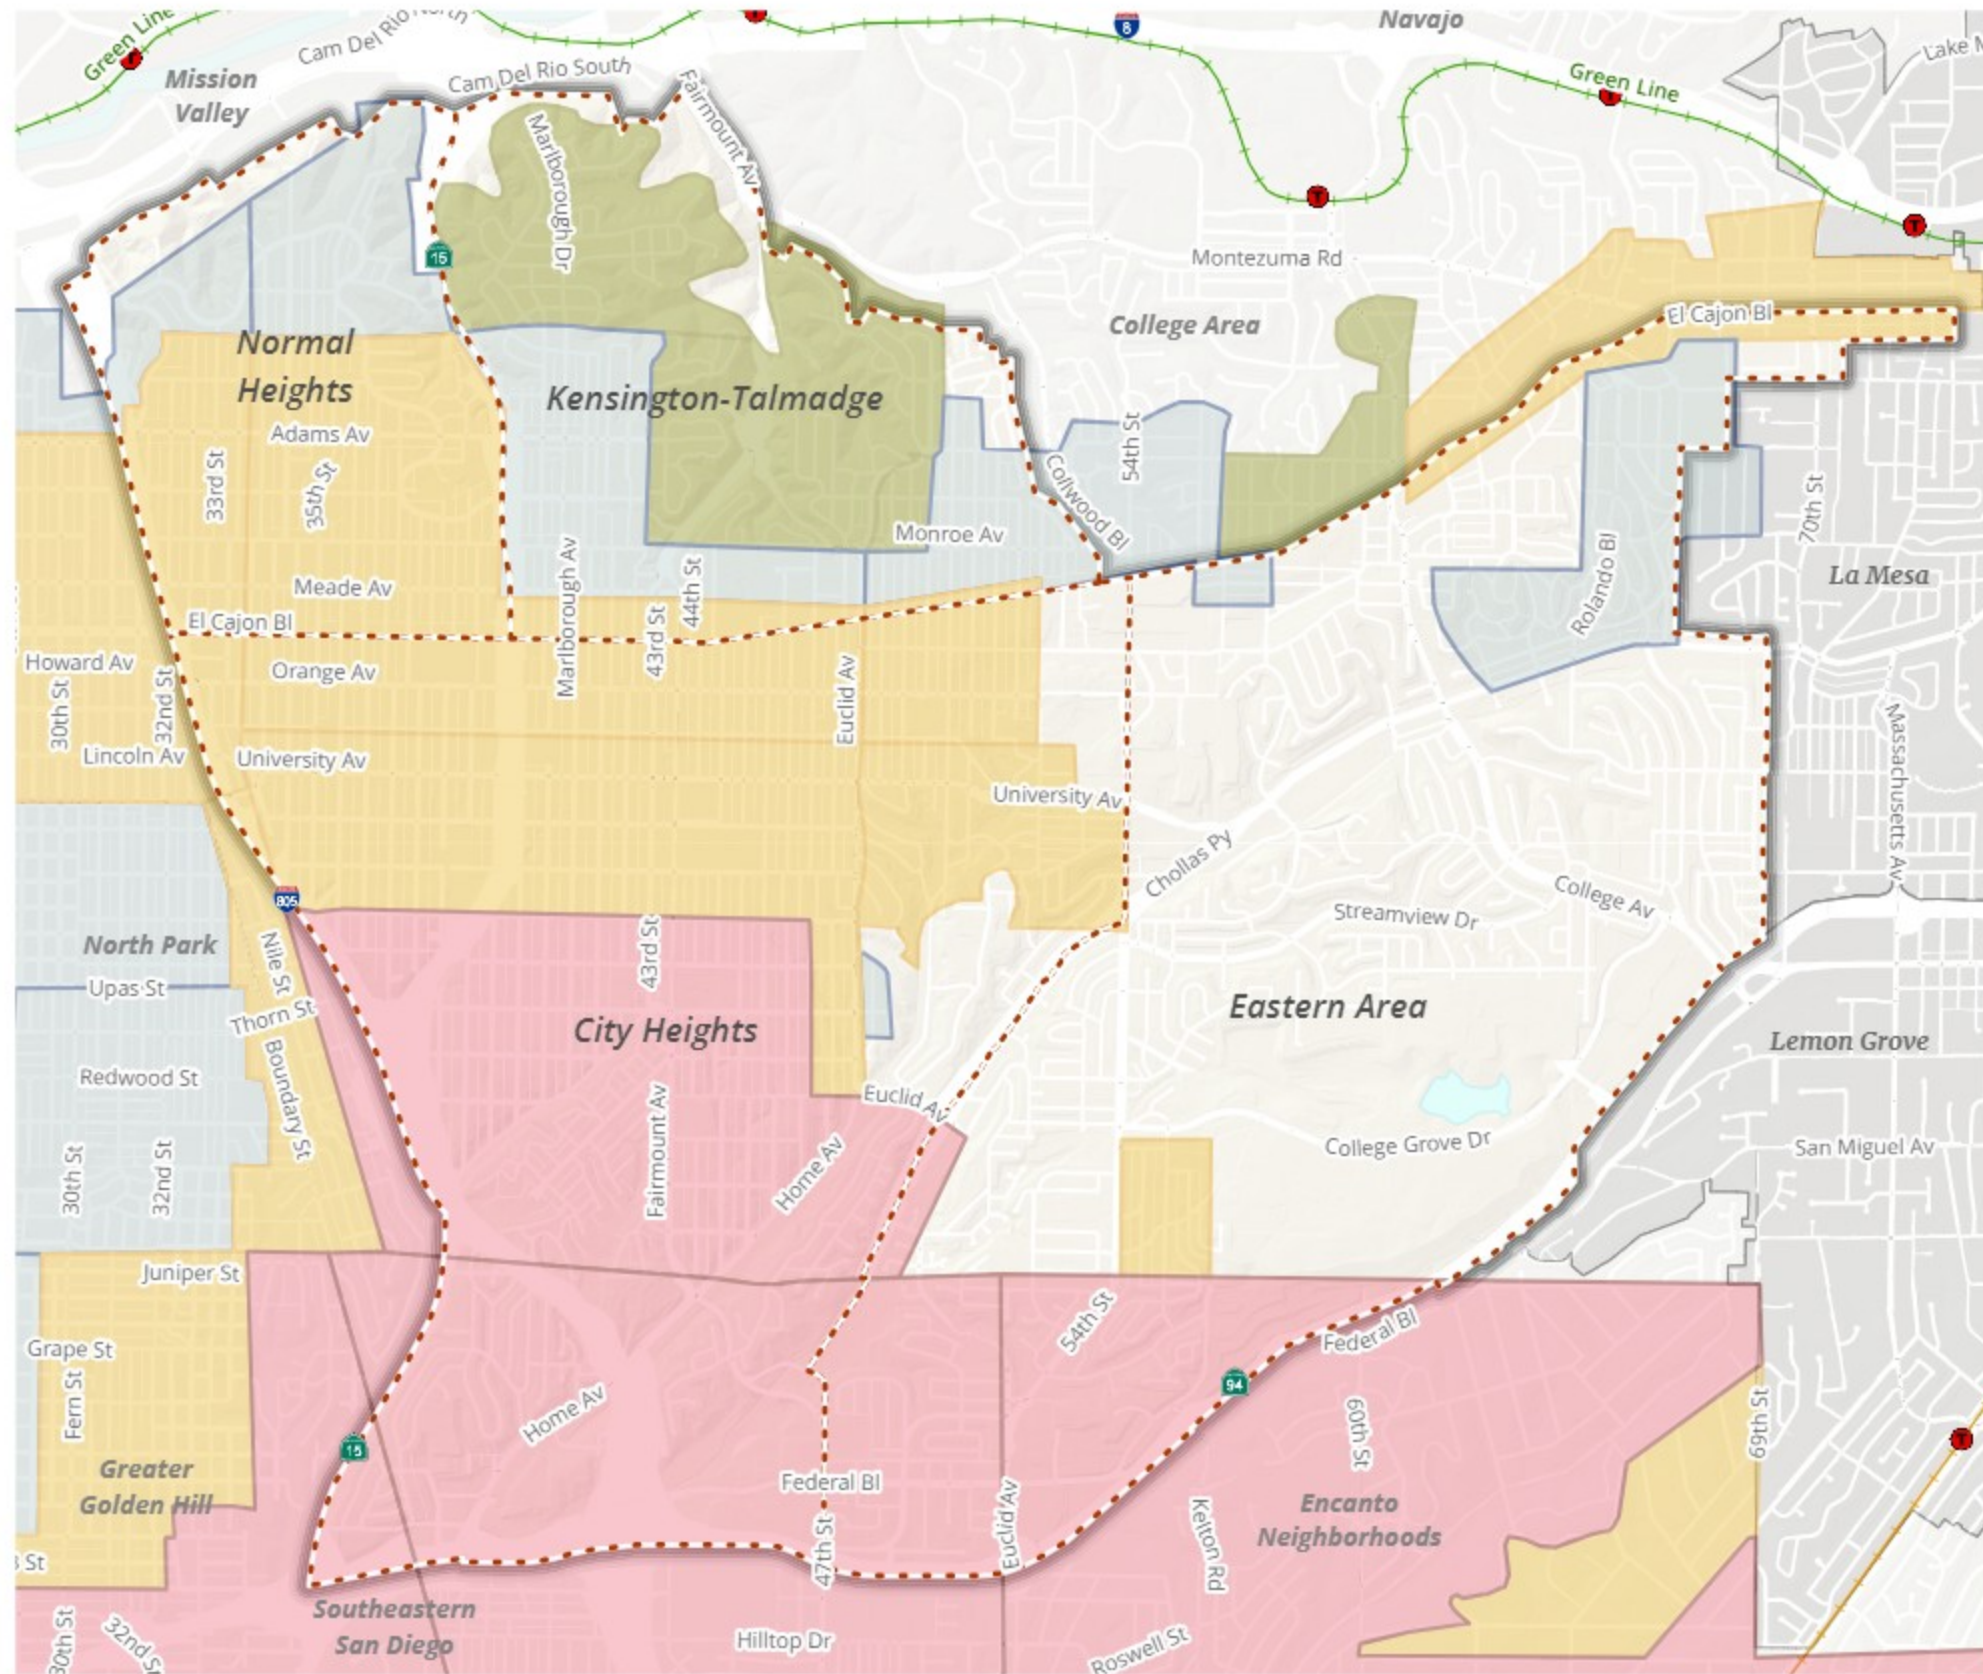 Green Line
Cam Del Rio North
Navajo
8
Lake
Mission
Valley
Cam Del Rio South
Fairmount Av
Green Line
Marlborough Dr
15
Montezuma Rd
College Area
El Cajon Bl
Normal
Heights
Kensington-Talmadge
Adams Av
33rd St
35th St
54th St
Collwood Bl
Monroe Av
70th St
La Mesa
Rolando Bl
Meade Av
Marlborough Av
44th St
43rd St
El Cajon Bl
Howard Av
Orange Av
30th St
32nd St
Euclid Av
Lincoln Av
University Av
University Av
Massachusetts Av
Chollas Py
805
College Av
Streamview Dr
North Park
Nile St
43rd St
Upas St
Thorn St
City Heights
Eastern Area
Lemon Grove
Redwood St
Boundary St
Euclid Av
30th St
32nd St
Fairmount Av
Home Av
College Grove Dr
San Miguel Av
Juniper St
54th St
Federal Bl
Grape St
Fern St
94
Home Av
60th St
69th St
15
Greater
Golden Hill
Federal Bl
Euclid Av
Kelton Rd
Encanto
Neighborhoods
St
47th St
Southeastern
San Diego
30th St
32nd St
Hilltop Dr
Roswell St